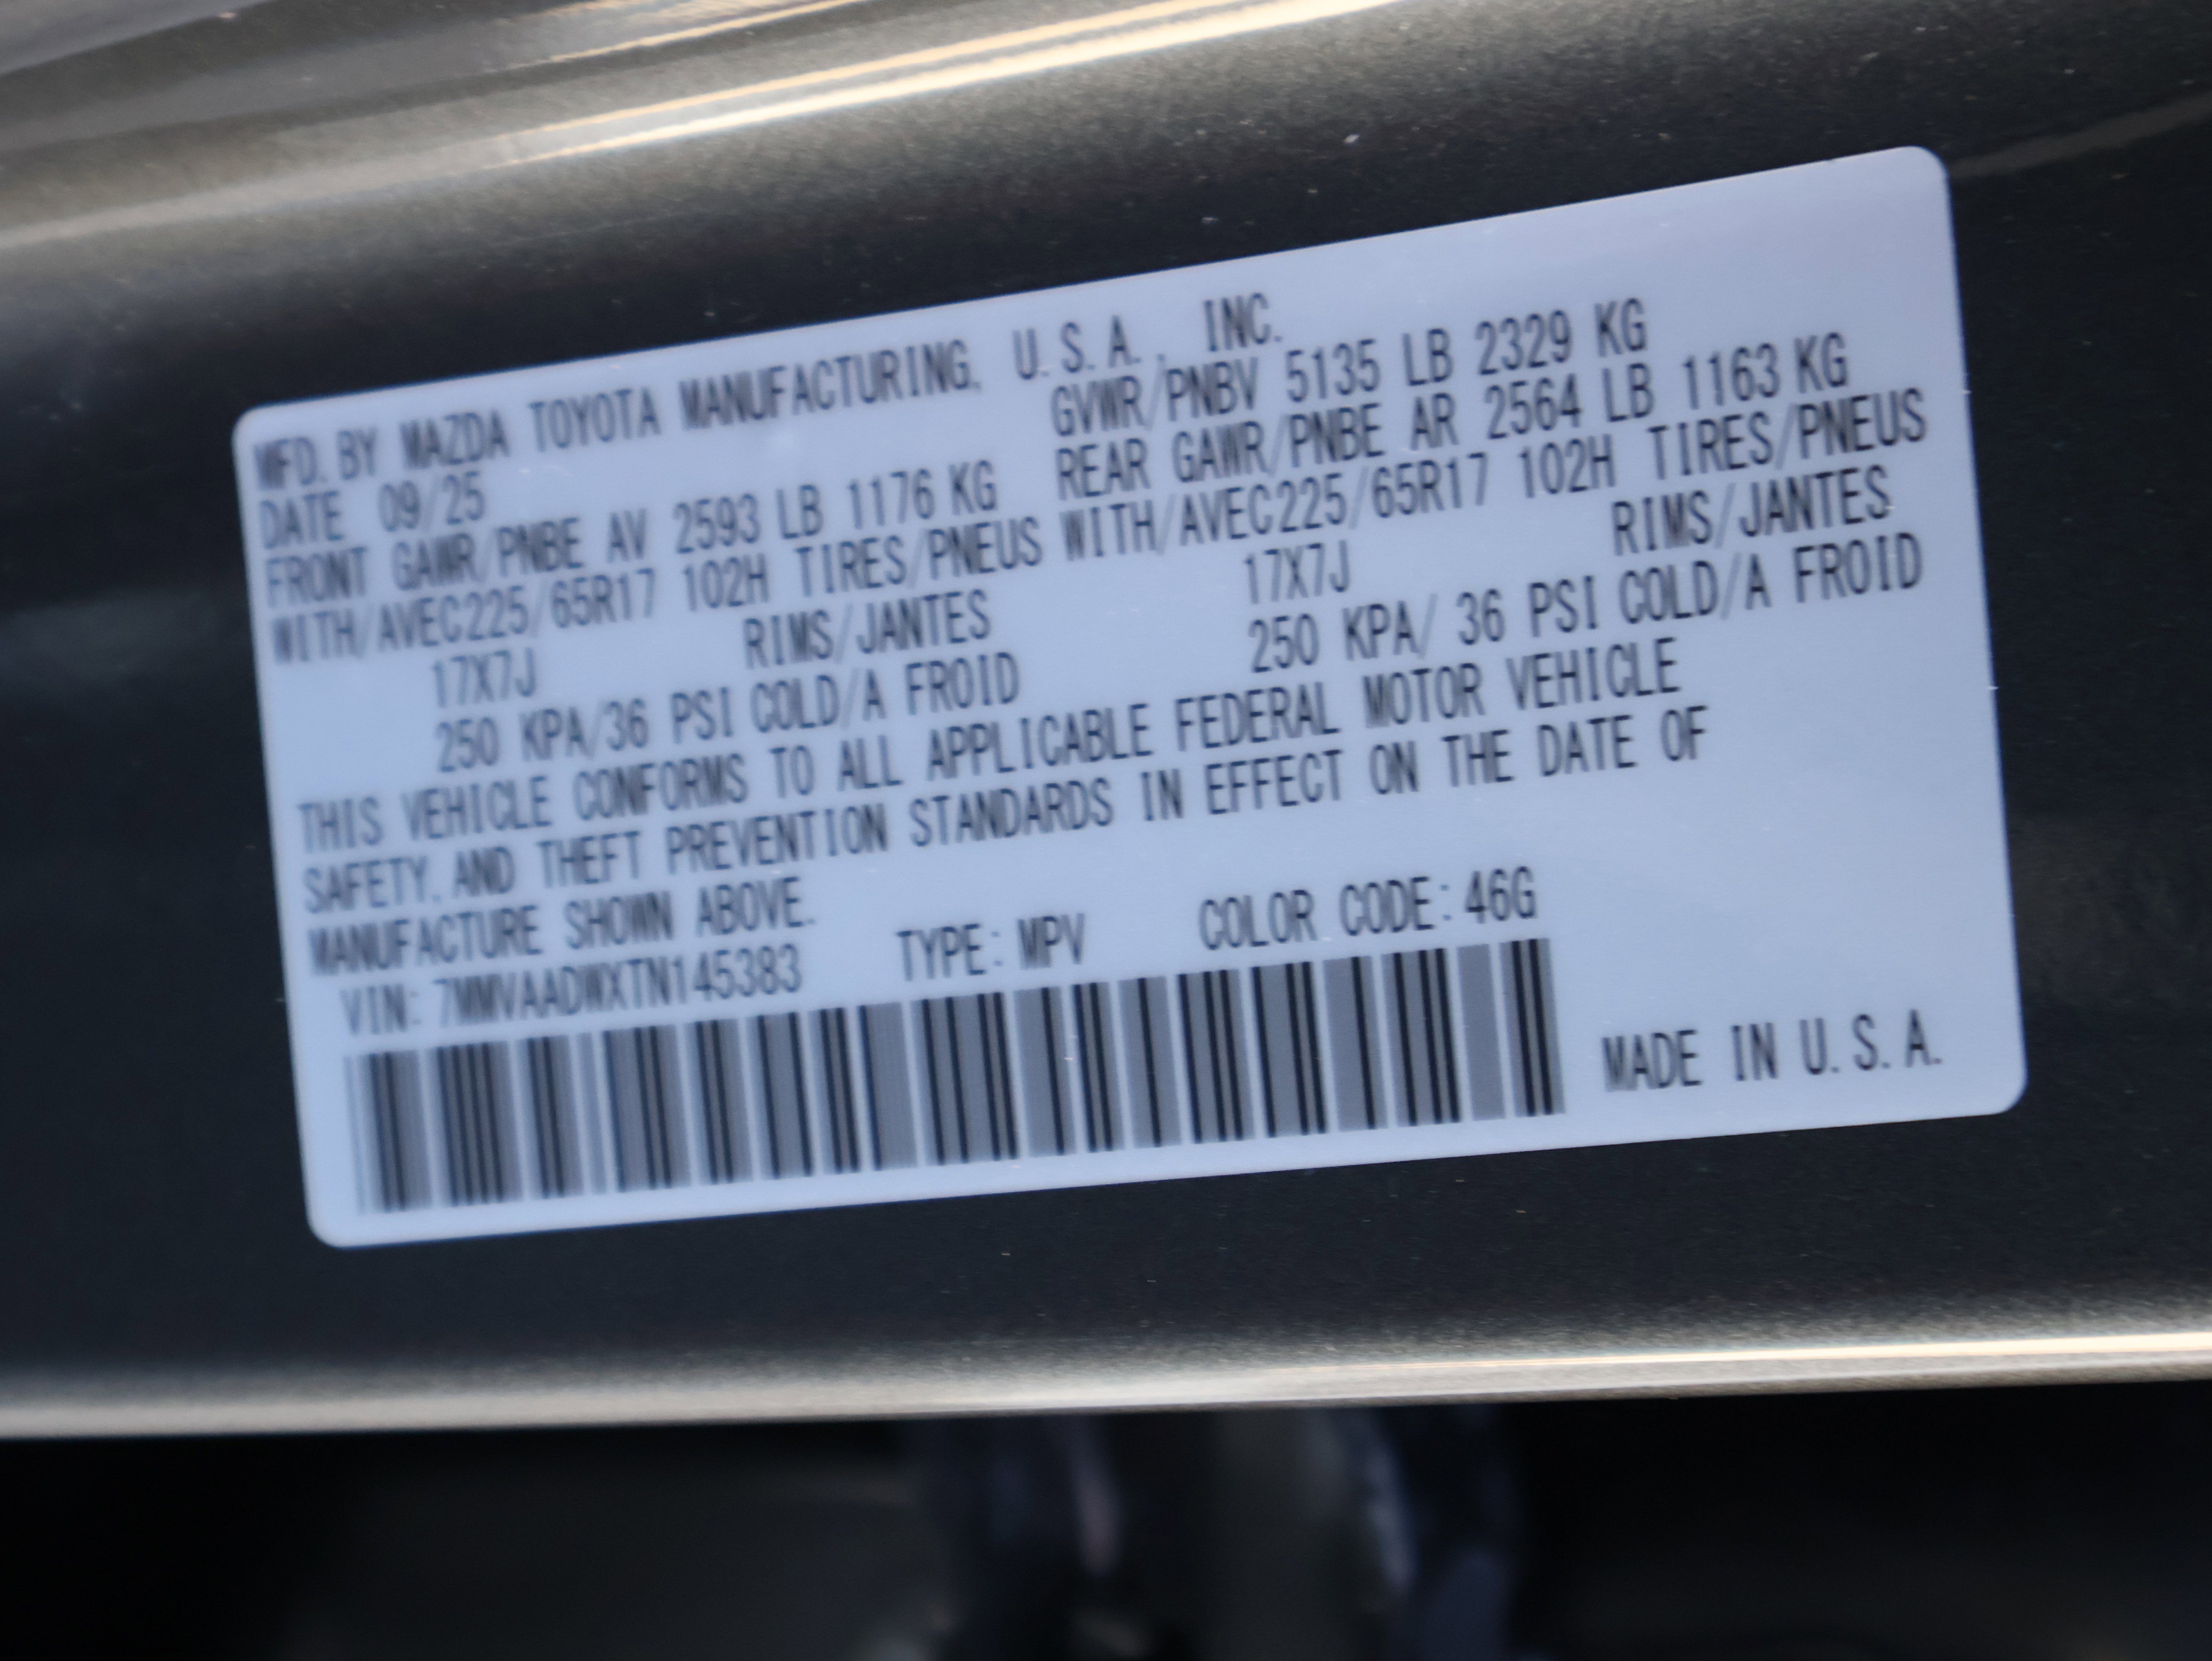 MFD. BY MAZDA TOYOTA MANUFACTURING, U.S.A., INC.
DATE 09/25 GVWR/PNBV 5135 LB 2329 KG
FRONT GAWR/PNBE AV 2593 LB 1176 KG REAR GAWR/PNBE AR 2564 LB 1163 KG
WITH/AVEC225/65R17 102H TIRES/PNEUS WITH/AVEC225/65R17 102H TIRES/PNEUS
17X7J RIMS/JANTES 17X7J RIMS/JANTES
250 KPA/36 PSI COLD/A FROID 250 KPA/ 36 PSI COLD/A FROID
THIS VEHICLE CONFORMS TO ALL APPLICABLE FEDERAL MOTOR VEHICLE
SAFETY, AND THEFT PREVENTION STANDARDS IN EFFECT ON THE DATE OF
MANUFACTURE SHOWN ABOVE.
VIN: 7MMVAADWXTN145383 TYPE: MPV COLOR CODE: 46G
MADE IN U.S.A.